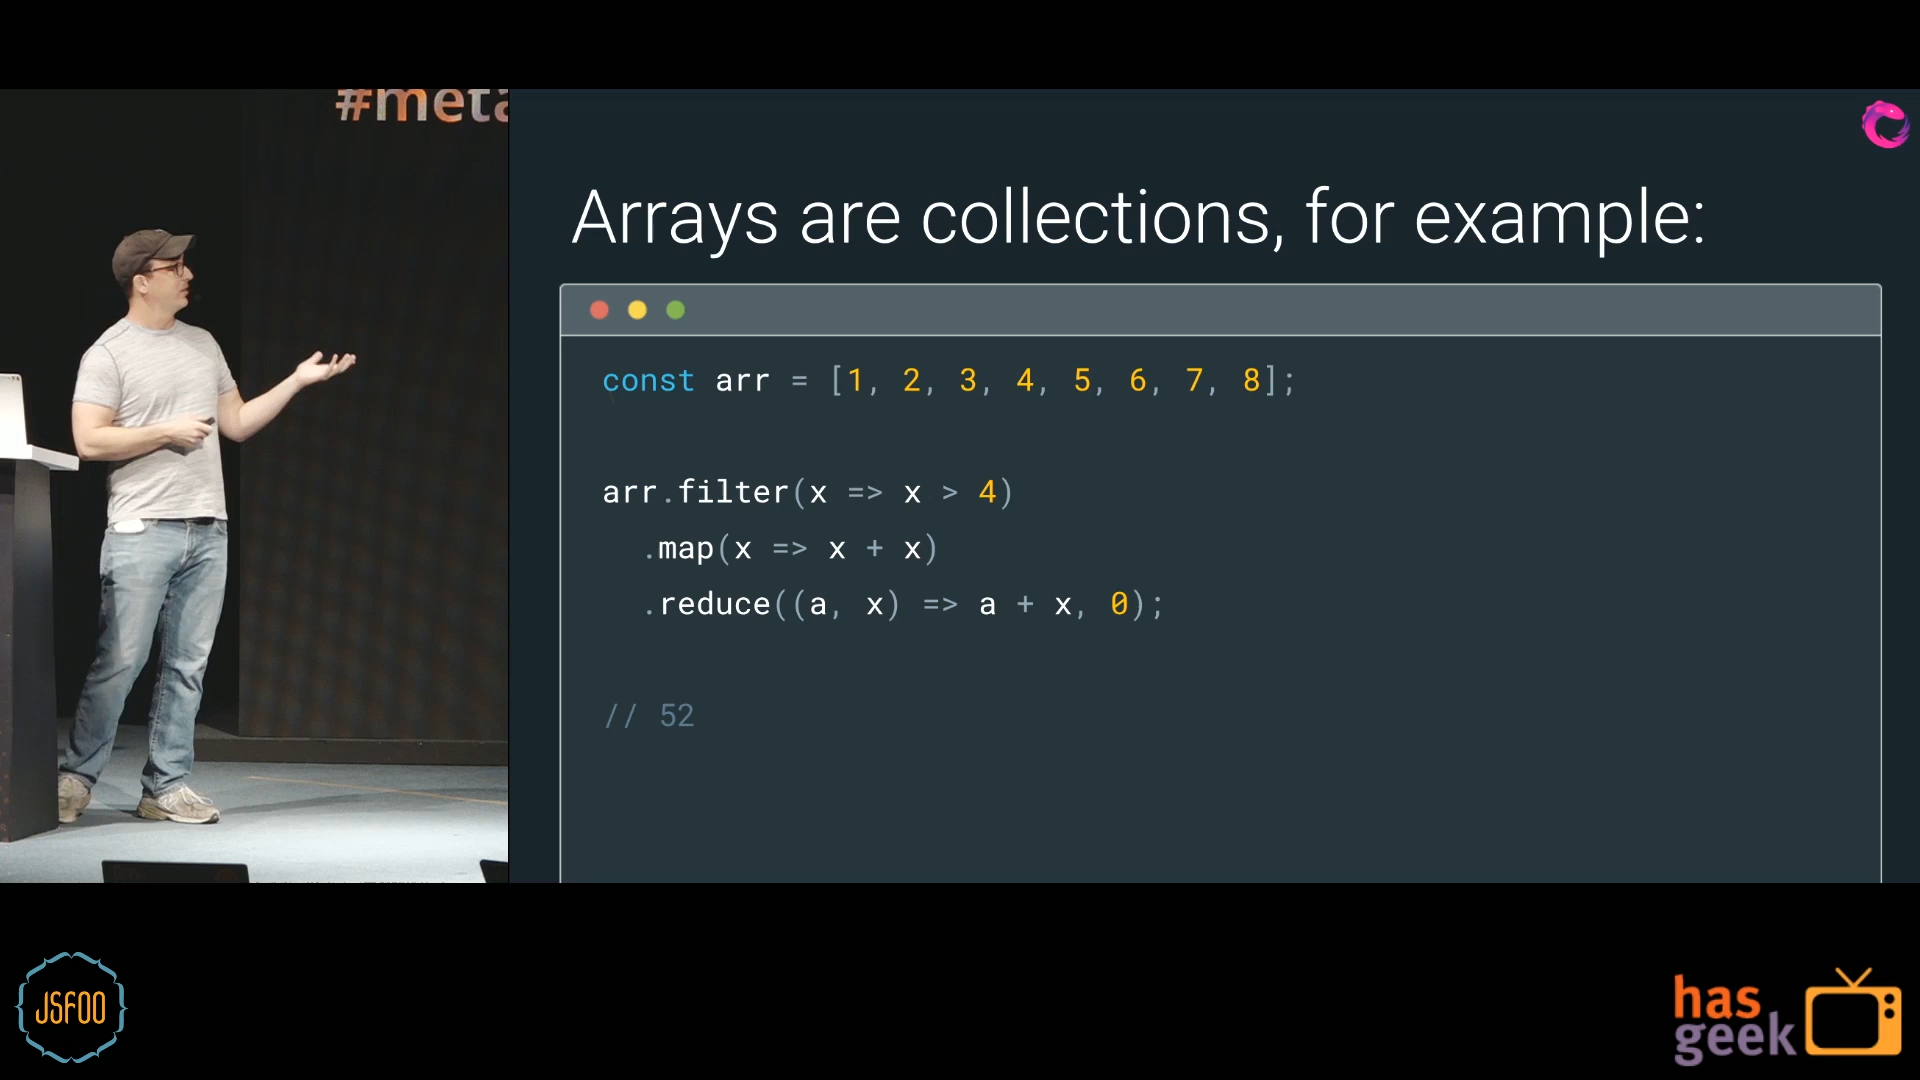 #meta
Arrays are collections, for example:
const arr = [1, 2, 3, 4, 5, 6, 7, 8];
arr.filter(x => x > 4)
.map(x => x + x)
.reduce((a, x) => a + x, 0);
// 52
JSFOO
has
geek